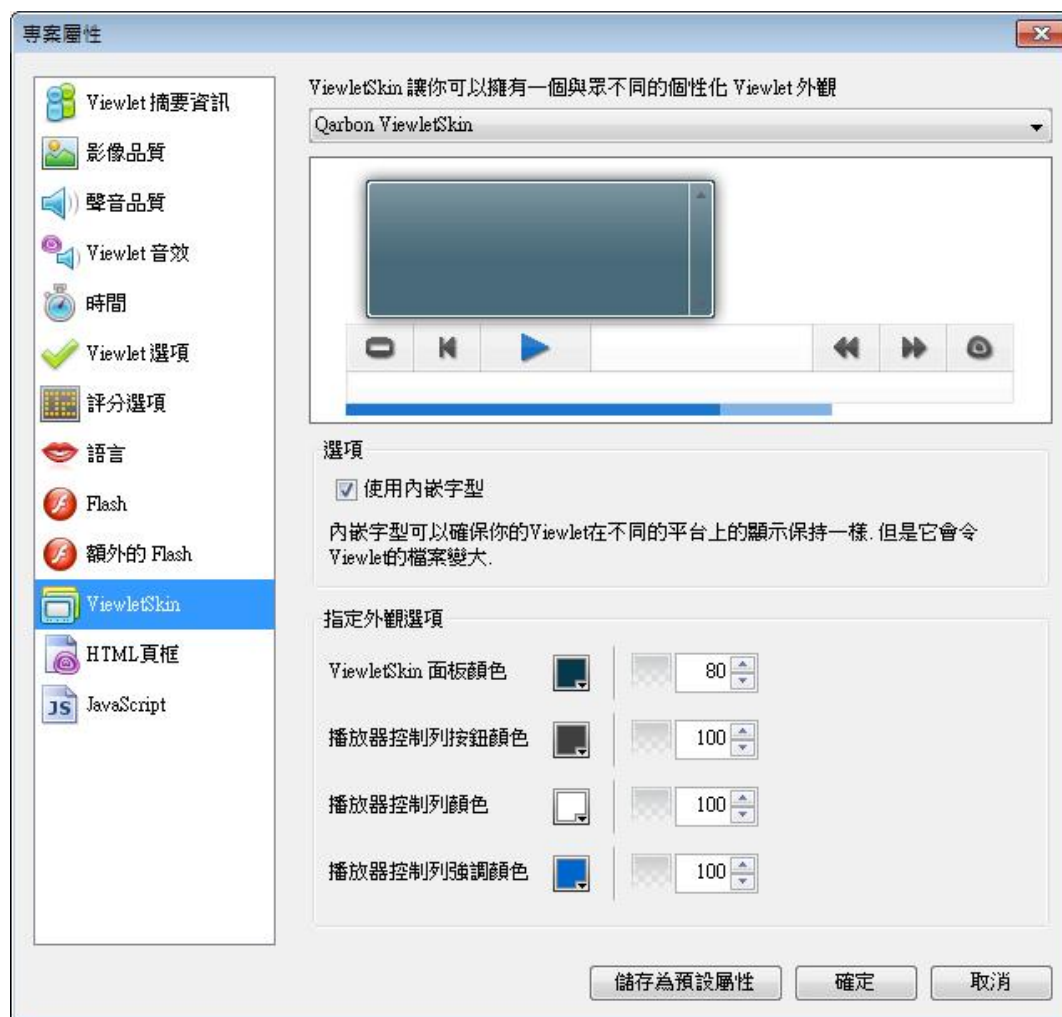 專案屬性
Viewlet 摘要資訊
影像品質
聲音品質
Viewlet 音效
時間
Viewlet 選項
評分選項
語言
Flash
額外的 Flash
ViewletSkin
HTML頁框
JS
JavaScript
ViewletSkin 讓你可以擁有一個與眾不同的個性化 Viewlet 外觀
Qarbon ViewletSkin
選項
使用內嵌字型
內嵌字型可以確保你的Viewlet在不同的平台上的顯示保持一樣. 但是它會令
Viewlet的檔案變大.
指定外觀選項
ViewletSkin 面板顏色 80
播放器控制列按鈕顏色 100
播放器控制列顏色 100
播放器控制列強調顏色 100
儲存為預設屬性 確定 取消